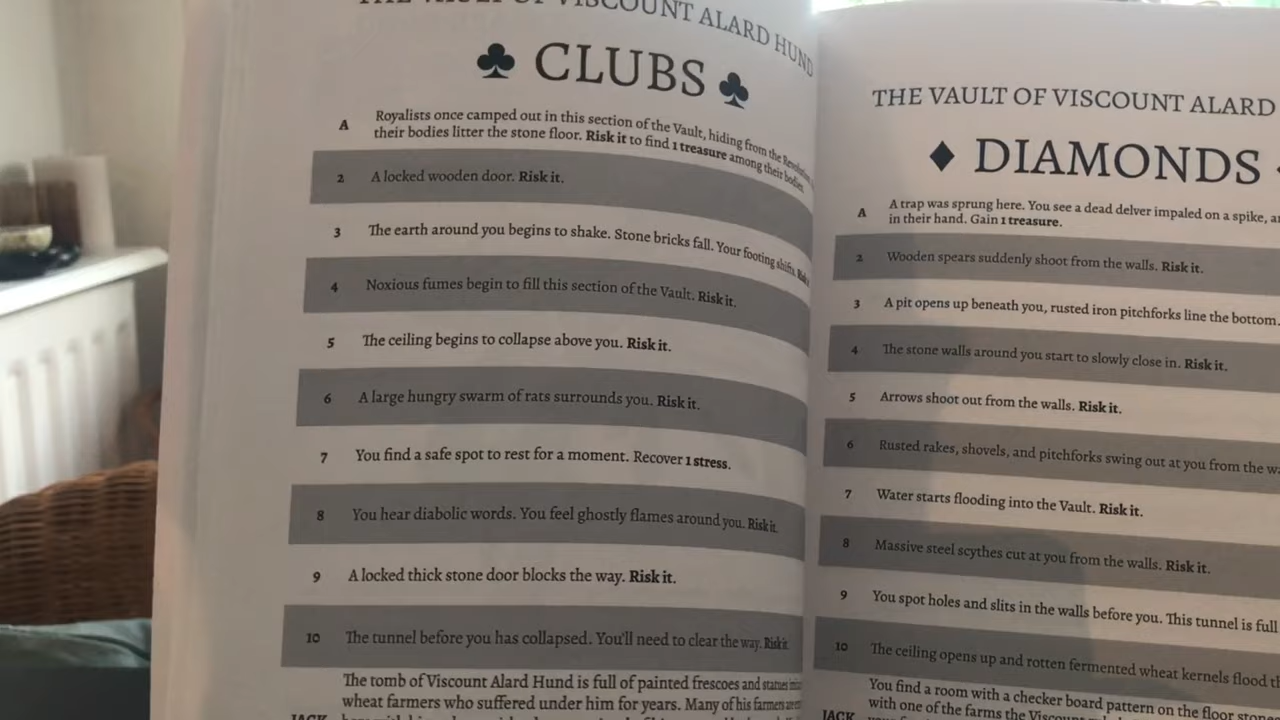 THE VAULT OF VISCOUNT ALARD HUND
♣ CLUBS ♣
A Royalists once camped out in this section of the Vault, hiding from the
their bodies litter the stone floor. Risk it to find 1 treasure among their bodies.
2 A locked wooden door. Risk it.
3 The earth around you begins to shake. Stone bricks fall. Your footing shifts.
4 Noxious fumes begin to fill this section of the Vault. Risk it.
5 The ceiling begins to collapse above you. Risk it.
6 A large hungry swarm of rats surrounds you. Risk it.
7 You find a safe spot to rest for a moment. Recover 1 stress.
8 You hear diabolic words. You feel ghostly flames around you. Risk it.
9 A locked thick stone door blocks the way. Risk it.
10 The tunnel before you has collapsed. You'll need to clear the way. Risk it.
The tomb of Viscount Alard Hund is full of painted frescoes and statues
wheat farmers who suffered under him for years. Many of his farmers
JACK
THE VAULT OF VISCOUNT ALARD
♦ DIAMONDS
A A trap was sprung here. You see a dead delver impaled on a spike,
in their hand. Gain 1 treasure.
2 Wooden spears suddenly shoot from the walls. Risk it.
3 A pit opens up beneath you, rusted iron pitchforks line the bottom.
4 The stone walls around you start to slowly close in. Risk it.
5 Arrows shoot out from the walls. Risk it.
6 Rusted rakes, shovels, and pitchforks swing out at you from the
7 Water starts flooding into the Vault. Risk it.
8 Massive steel scythes cut at you from the walls. Risk it.
9 You spot holes and slits in the walls before you. This tunnel is full
10 The ceiling opens up and rotten fermented wheat kernels flood
You find a room with a checker board pattern on the floor
JACK with one of the farms the